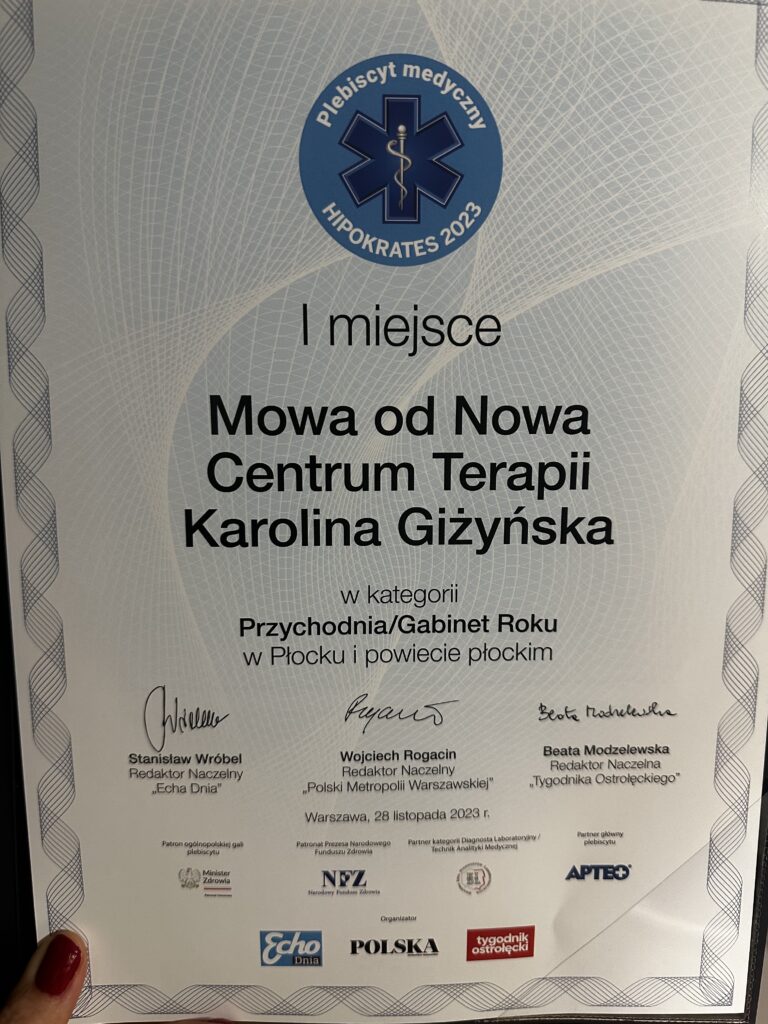 Plebiscyt medyczny
HIPOKRATES 2023
I miejsce
Mowa od Nowa
Centrum Terapii
Karolina Giżyńska
w kategorii
Przychodnia/Gabinet Roku
w Płocku i powiecie płockim
Beata Modzelewska
Stanisław Wróbel
Redaktor Naczelny
„Echa Dnia”
Wojciech Rogacin
Redaktor Naczelny
„Polski Metropolii Warszawskiej”
Beata Modzelewska
Redaktor Naczelna
„Tygodnika Ostrołęckiego”
Warszawa, 28 listopada 2023 r.
Patron ogólnopolskiej gali
plebiscytu
Minister
Zdrowia
Patronat Prezesa Narodowego
Funduszu Zdrowia
NFZ
Narodowy Fundusz Zdrowia
Partner kategorii Diagnosta Laboratoryjny /
Technik Analityki Medycznej
Partner główny
plebiscytu
APTEO
Organizator
Echo
Dnia
POLSKA
tygodnik
ostrołęcki